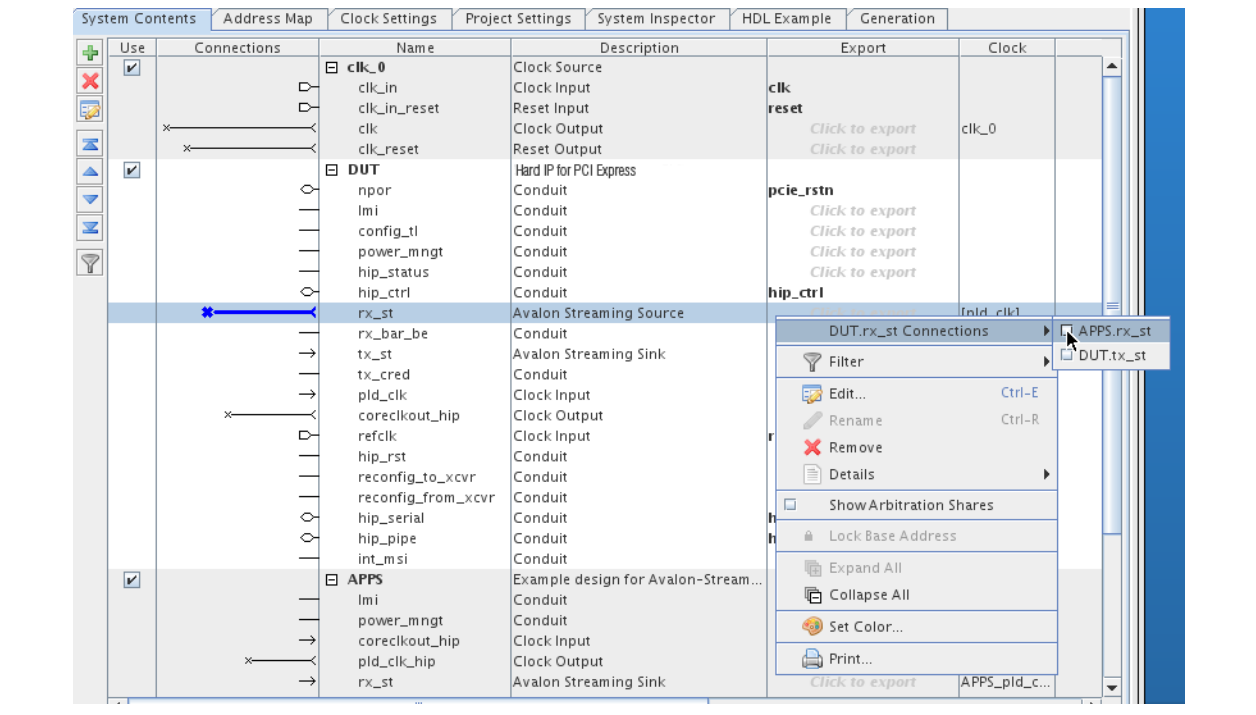 System Contents Address Map Clock Settings Project Settings System Inspector HDL Example Generation
Use Connections Name Description Export Clock
clk_0 Clock Source
clk_in Clock Input clk
clk_in_reset Reset Input reset
clk Clock Output Click to export clk_0
clk_reset Reset Output Click to export
DUT Hard IP for PCI Express
npor Conduit pcie_rstn
lmi Conduit Click to export
config_tl Conduit Click to export
power_mngt Conduit Click to export
hip_status Conduit Click to export
hip_ctrl Conduit hip_ctrl
rx_st Avalon Streaming Source [pld_clk]
rx_bar_be Conduit
tx_st Avalon Streaming Sink
tx_cred Conduit
pld_clk Clock Input
coreclkout_hip Clock Output
refclk Clock Input r
hip_rst Conduit
reconfig_to_xcvr Conduit
reconfig_from_xcvr Conduit
hip_serial Conduit h
hip_pipe Conduit h
int_msi Conduit
APPS Example design for Avalon-Stream...
lmi Conduit
power_mngt Conduit
coreclkout_hip Clock Input
pld_clk_hip Clock Output
rx_st Avalon Streaming Sink Click to export APPS_pld_c...
DUT.rx_st Connections
Filter
Edit... Ctrl-E
Rename Ctrl-R
Remove
Details
Show Arbitration Shares
Lock Base Address
Expand All
Collapse All
Set Color...
Print...
APPS.rx_st
DUT.tx_st